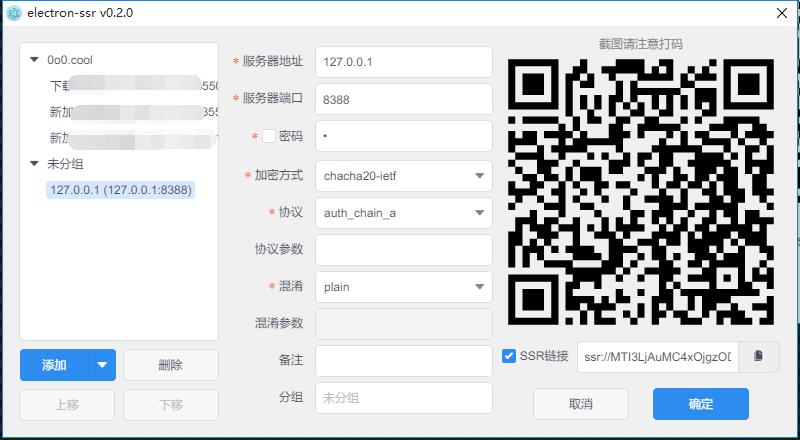 electron-ssr v0.2.0
0o0.cool
下载
550
新加
355
新加
未分组
127.0.0.1 (127.0.0.1:8388)
添加
删除
上移
下移
* 服务器地址
127.0.0.1
* 服务器端口
8388
* 密码
•
* 加密方式
chacha20-ietf
* 协议
auth_chain_a
协议参数
* 混淆
plain
混淆参数
备注
分组
未分组
截图请注意打码
SSR链接
ssr://MTI3LjAuMC4xOjgzOD
取消
确定